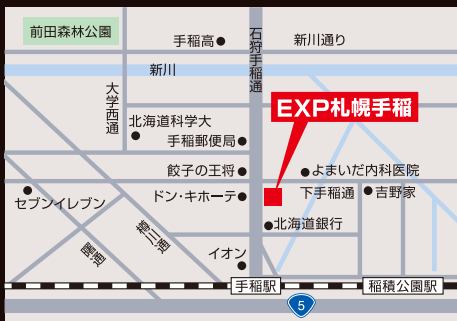 前田森林公園
手稲高
石狩手稲通
新川通り
新川
大学西通
EXP札幌手稲
北海道科学大
手稲郵便局
餃子の王将
よまいだ内科医院
ドン・キホーテ
下手稲通
吉野家
セブンイレブン
北海道銀行
樽川通
曙通
イオン
手稲駅
稲積公園駅
5